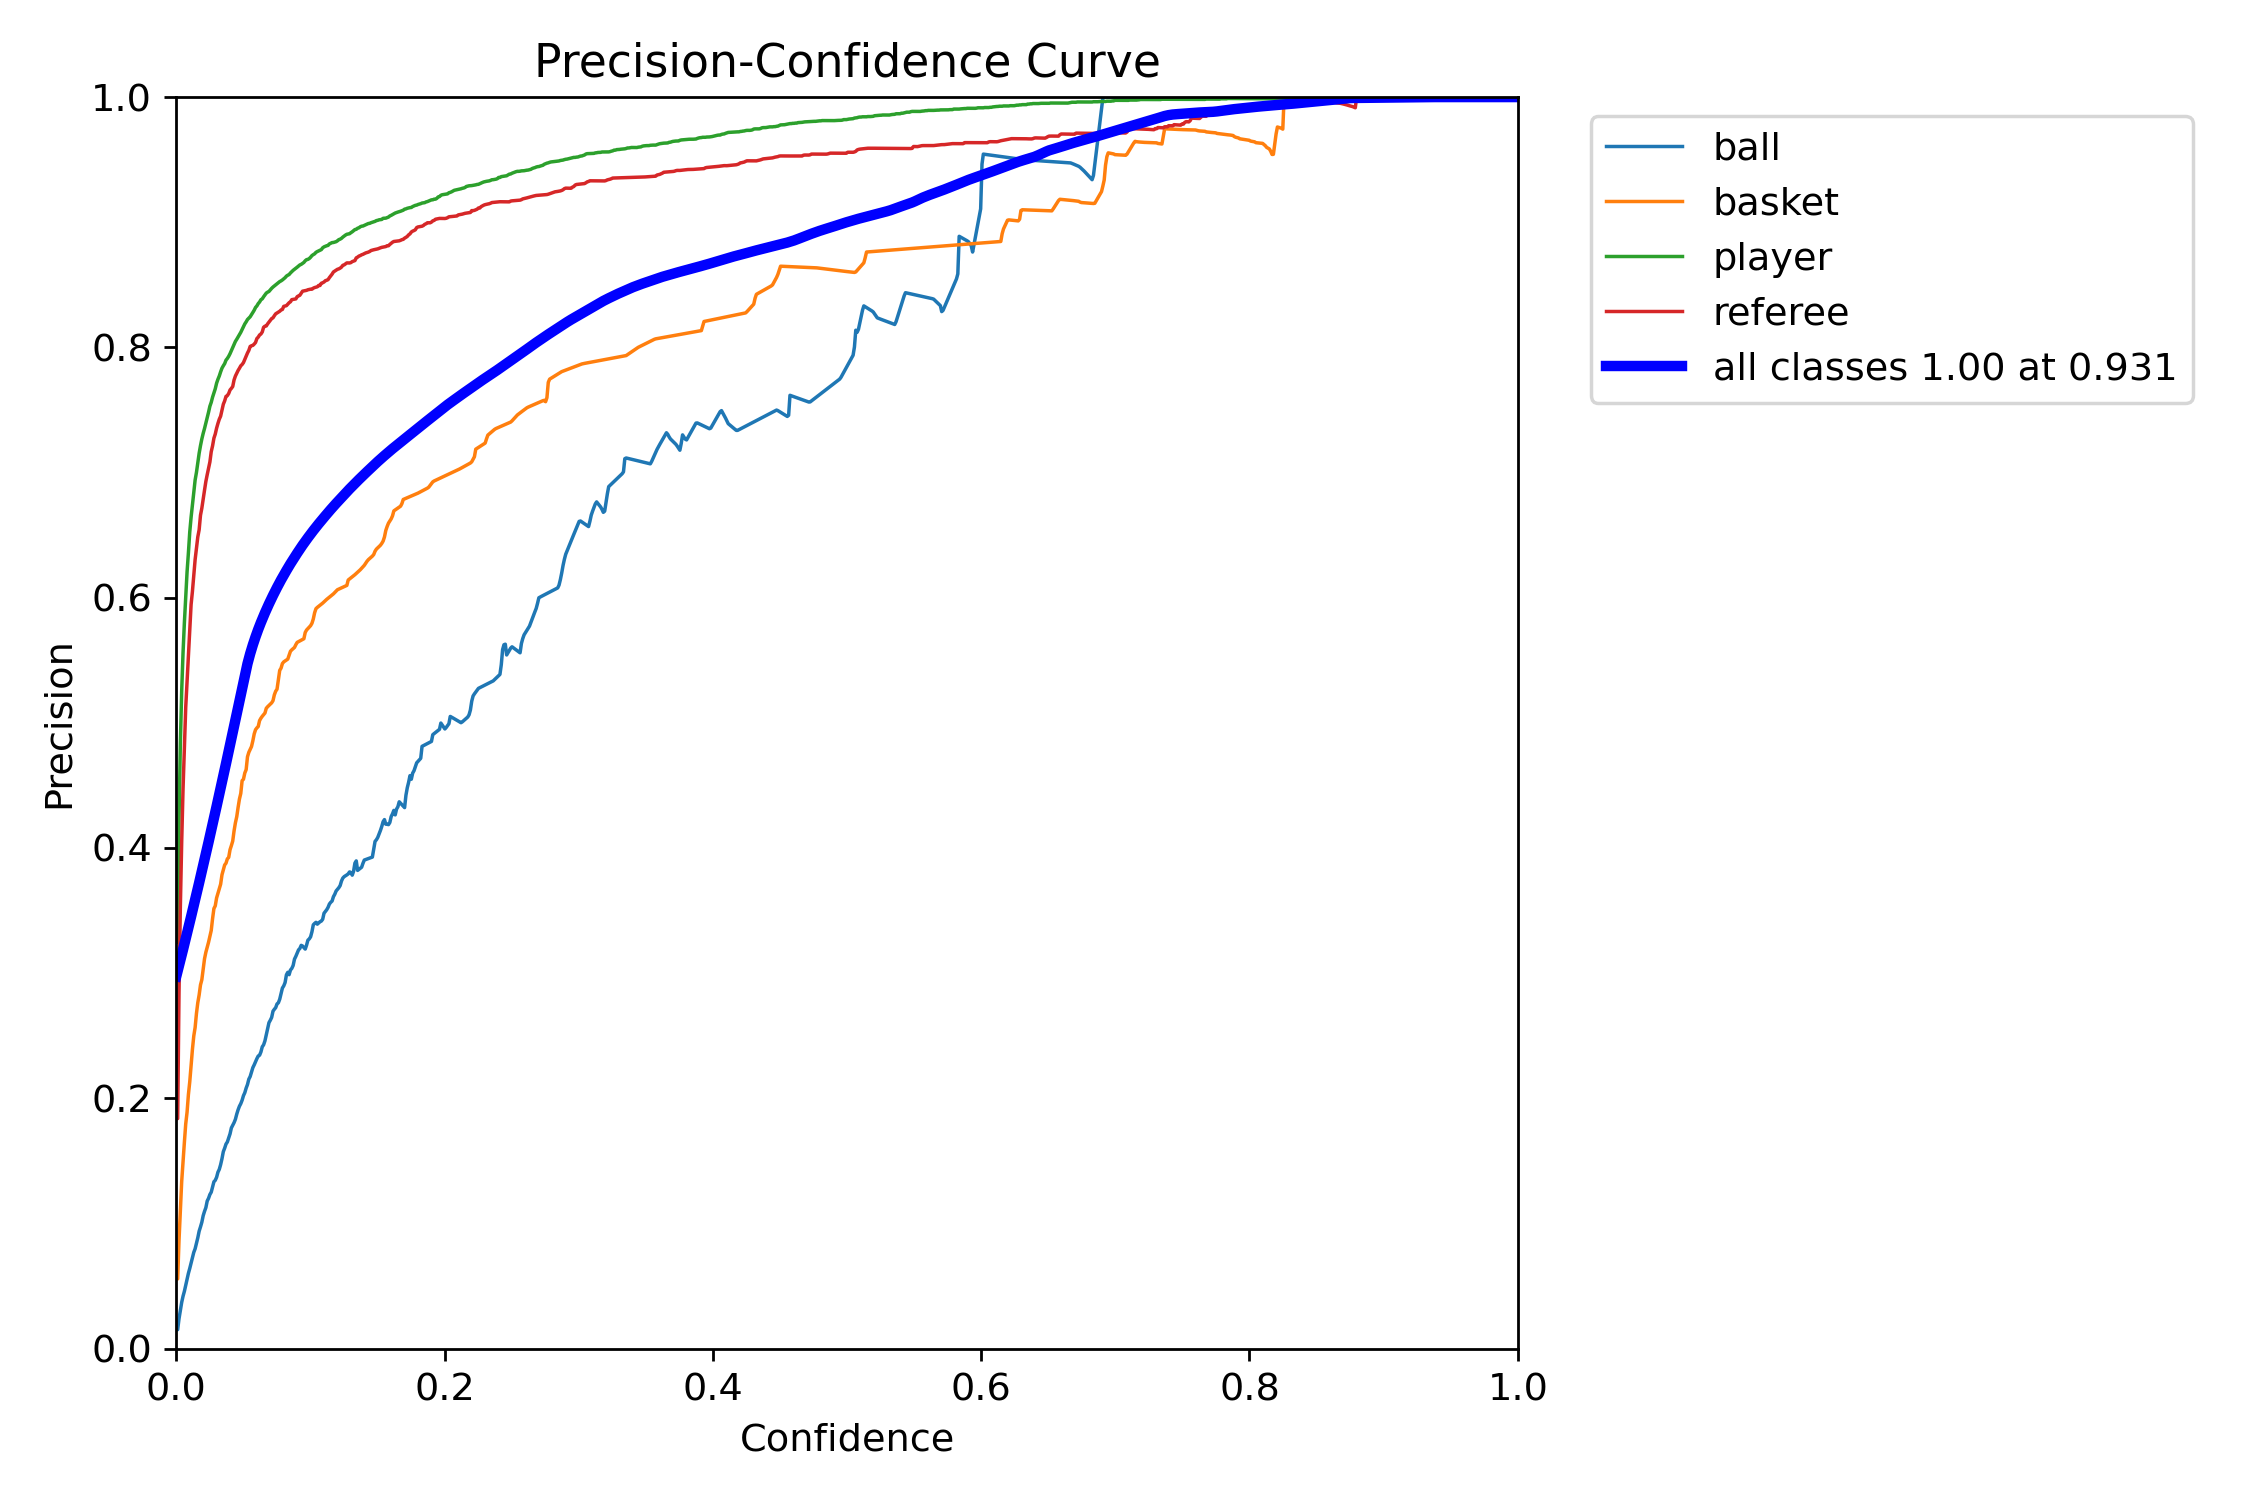 Precision-Confidence Curve
1.0
0.8
0.6
0.4
0.2
0.0
Precision
0.0 0.2 0.4 0.6 0.8 1.0
Confidence
ball
basket
player
referee
all classes 1.00 at 0.931